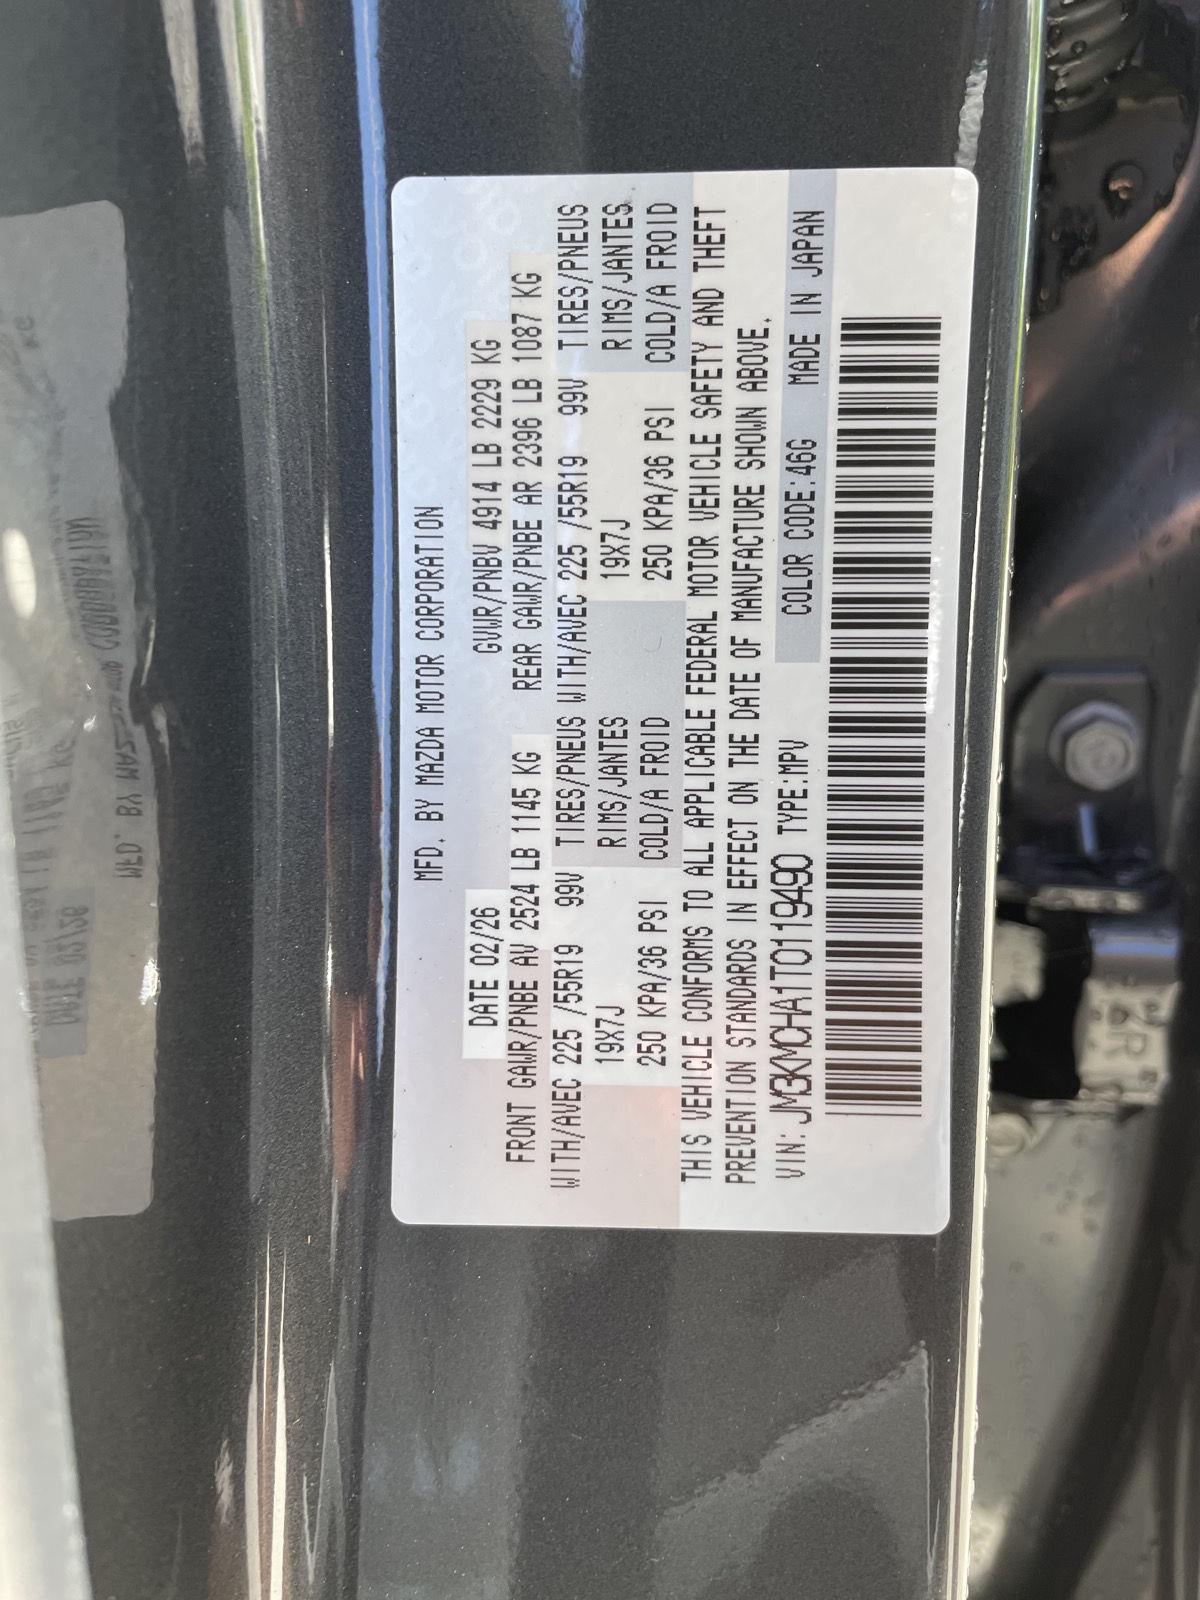 MFD. BY MAZDA MOTOR CORPORATION
DATE 02/26 GVWR/PNBV 4914 LB 2229 KG
FRONT GAWR/PNBE AV 2524 LB 1145 KG REAR GAWR/PNBE AR 2396 LB 1087 KG
WITH/AVEC 225 /55R19 99V TIRES/PNEUS WITH/AVEC 225 /55R19 99V TIRES/PNEUS
19X7J RIMS/JANTES 19X7J RIMS/JANTES
250 KPA/36 PSI COLD/A FROID 250 KPA/36 PSI COLD/A FROID
THIS VEHICLE CONFORMS TO ALL APPLICABLE FEDERAL MOTOR VEHICLE SAFETY AND THEFT
PREVENTION STANDARDS IN EFFECT ON THE DATE OF MANUFACTURE SHOWN ABOVE.
VIN: JM3KMCHA1T0119490 TYPE:MPV COLOR CODE:46G MADE IN JAPAN